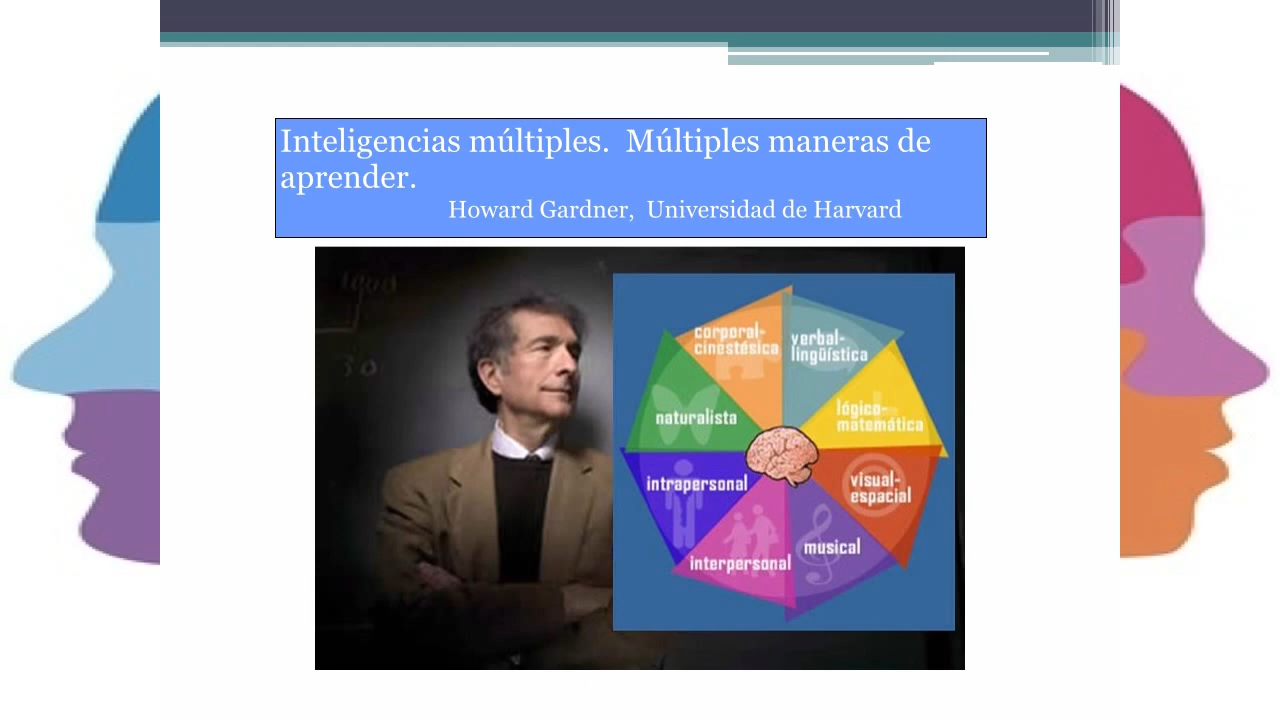 Inteligencias múltiples.  Múltiples maneras de
aprender.
Howard Gardner,  Universidad de Harvard
corporal-
cinestésica
verbal-
lingüística
naturalista
lógico-
matemática
intrapersonal
visual-
espacial
interpersonal
musical